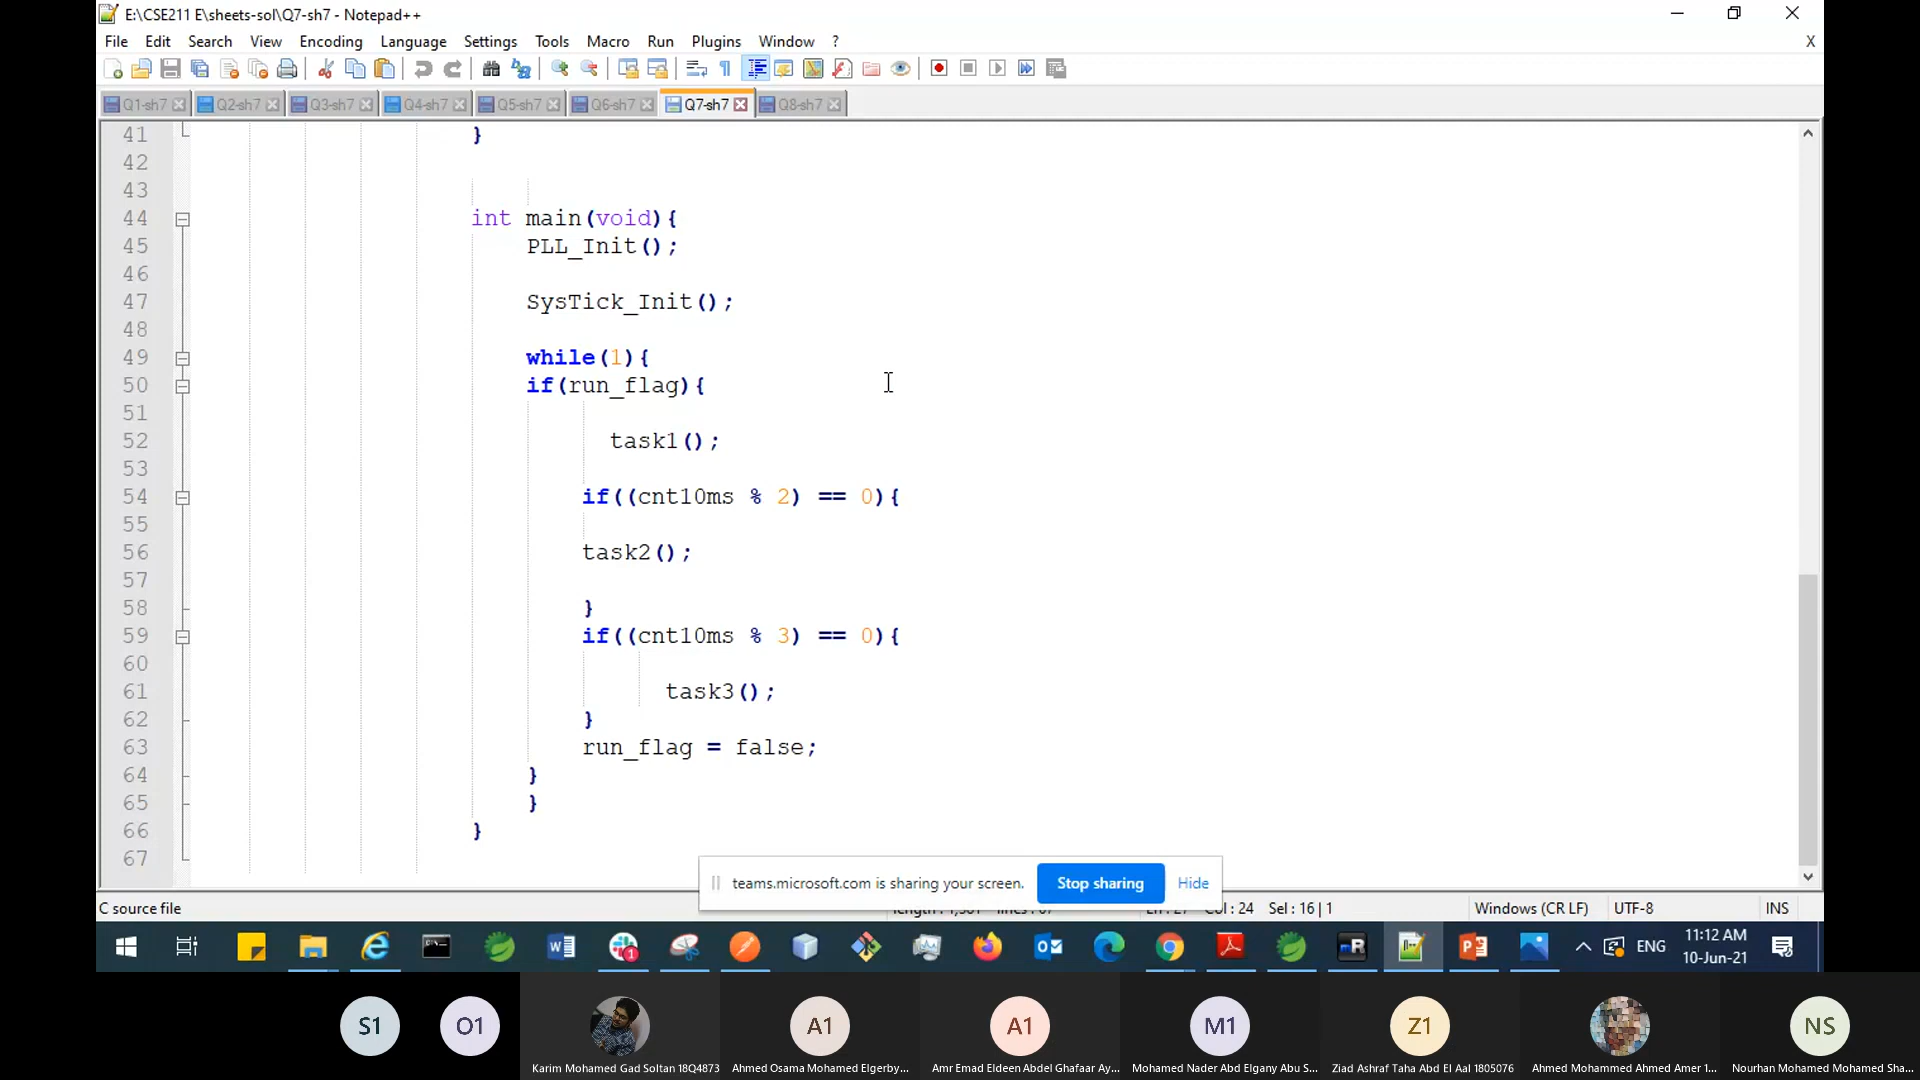 E:\CSE211 E\sheets-sol\Q7-sh7 - Notepad++
File Edit Search View Encoding Language Settings Tools Macro Run Plugins Window ? X
Q1-sh7 Q2-sh7 Q3-sh7 Q4-sh7 Q5-sh7 Q6-sh7 Q7-sh7 Q8-sh7
41 }
42
43
44 int main(void){
45 PLL_Init();
46
47 SysTick_Init();
48
49 while(1){
50 if(run_flag){
51
52 task1();
53
54 if((cnt10ms % 2) == 0){
55
56 task2();
57
58 }
59 if((cnt10ms % 3) == 0){
60
61 task3();
62 }
63 run_flag = false;
64 }
65 }
66 }
67
teams.microsoft.com is sharing your screen. Stop sharing Hide
C source file Col : 24 Sel : 16 | 1 Windows (CR LF) UTF-8 INS
ENG 11:12 AM
10-Jun-21
S1 O1 A1 A1 M1 Z1 NS
Karim Mohamed Gad Soltan 18Q4873 Ahmed Osama Mohamed Elgerby... Amr Emad Eldeen Abdel Ghafaar Ay... Mohamed Nader Abd Elgany Abu S... Ziad Ashraf Taha Abd El Aal 1805076 Ahmed Mohammed Ahmed Amer 1... Nourhan Mohamed Mohamed Sha...